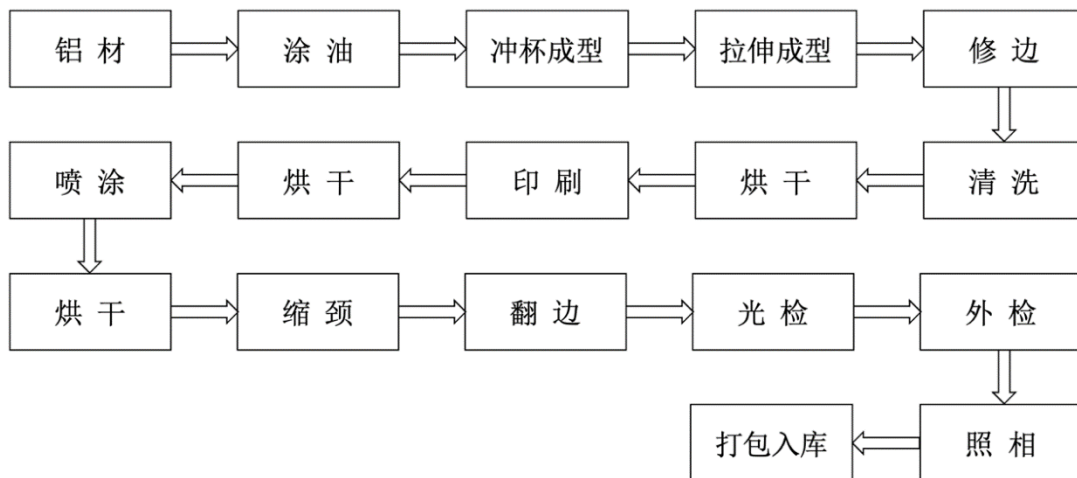 铝材
涂油
冲杯成型
拉伸成型
修边
清洗
烘干
印刷
烘干
喷涂
烘干
缩颈
翻边
光检
外检
照相
打包入库